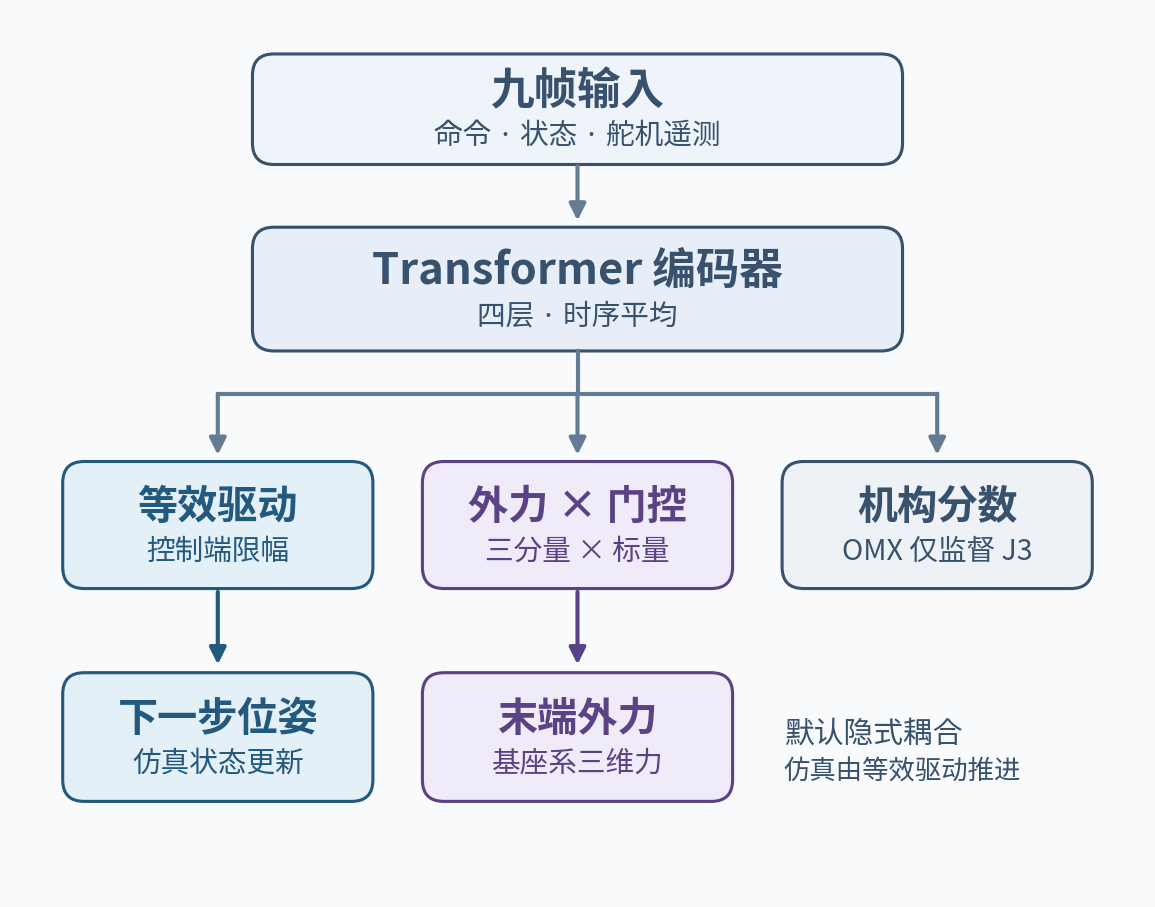 九帧输入
命令 · 状态 · 舵机遥测
Transformer 编码器
四层 · 时序平均
等效驱动
控制端限幅
外力 × 门控
三分量 × 标量
机构分数
OMX 仅监督 J3
下一步位姿
仿真状态更新
末端外力
基座系三维力
默认隐式耦合
仿真由等效驱动推进